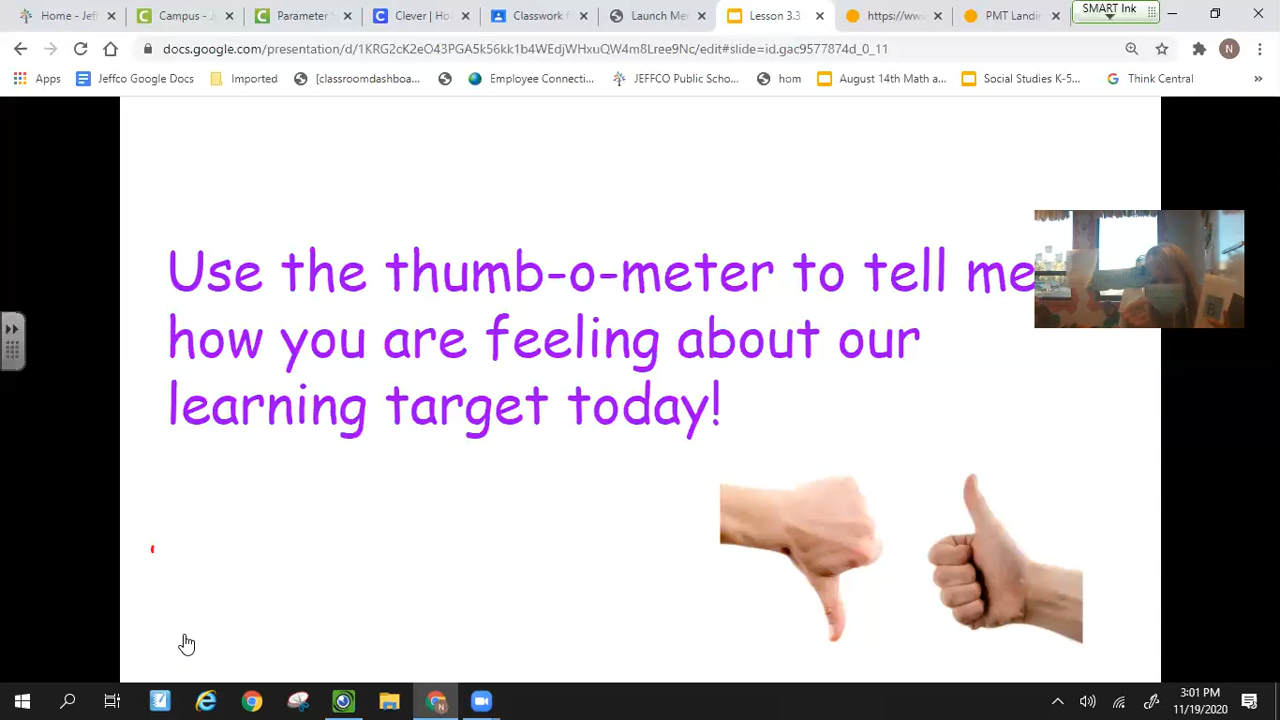 Home - Jef
Campus - J
Parameter S
Clever | Ho
Classwork f
Launch Me
Lesson 3.3
https://ww
PMT Landi
SMART Ink
docs.google.com/presentation/d/1KRG2cK2eO43PGA5k56kk1b4WEdjWHxuQW4m8Lree9Nc/edit#slide=id.gac9577874d_0_11
N
Apps
Jeffco Google Docs
Imported
[classroomdashboa...
Employee Connecti...
JEFFCO Public Scho...
hsm
August 14th Math a...
Social Studies K-5...
Think Central
»
Use the thumb-o-meter to tell me
how you are feeling about our
learning target today!
B
3:01 PM
11/19/2020